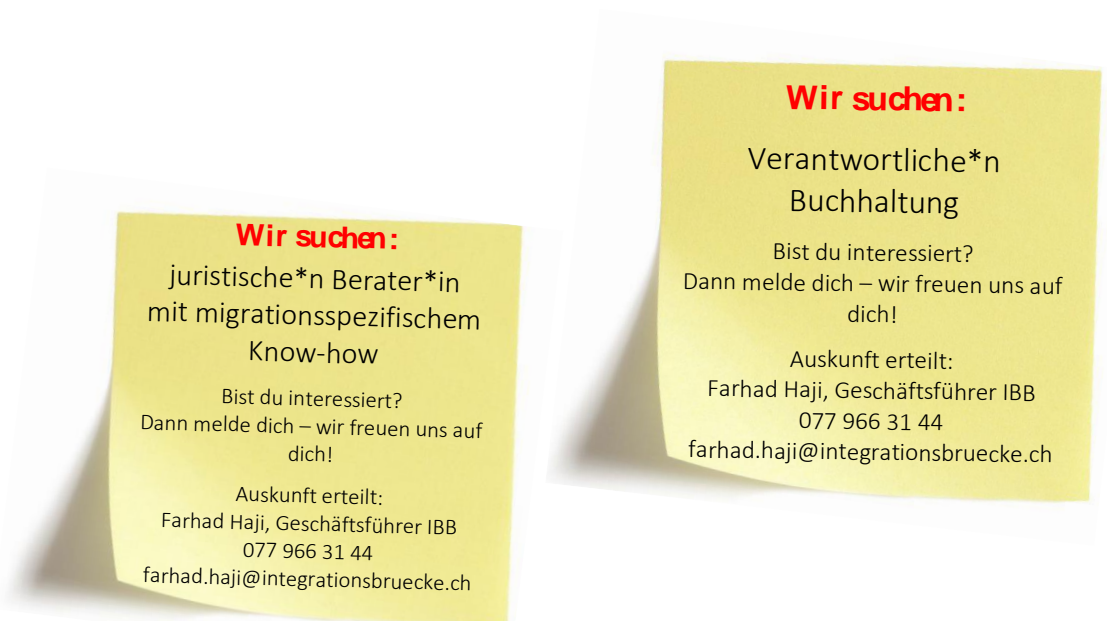 Wir suchen:
juristische*n Berater*in
mit migrationsspezifischem
Know-how
Bist du interessiert?
Dann melde dich – wir freuen uns auf
dich!
Auskunft erteilt:
Farhad Haji, Geschäftsführer IBB
077 966 31 44
farhad.haji@integrationsbruecke.ch
Wir suchen:
Verantwortliche*n
Buchhaltung
Bist du interessiert?
Dann melde dich – wir freuen uns auf
dich!
Auskunft erteilt:
Farhad Haji, Geschäftsführer IBB
077 966 31 44
farhad.haji@integrationsbruecke.ch